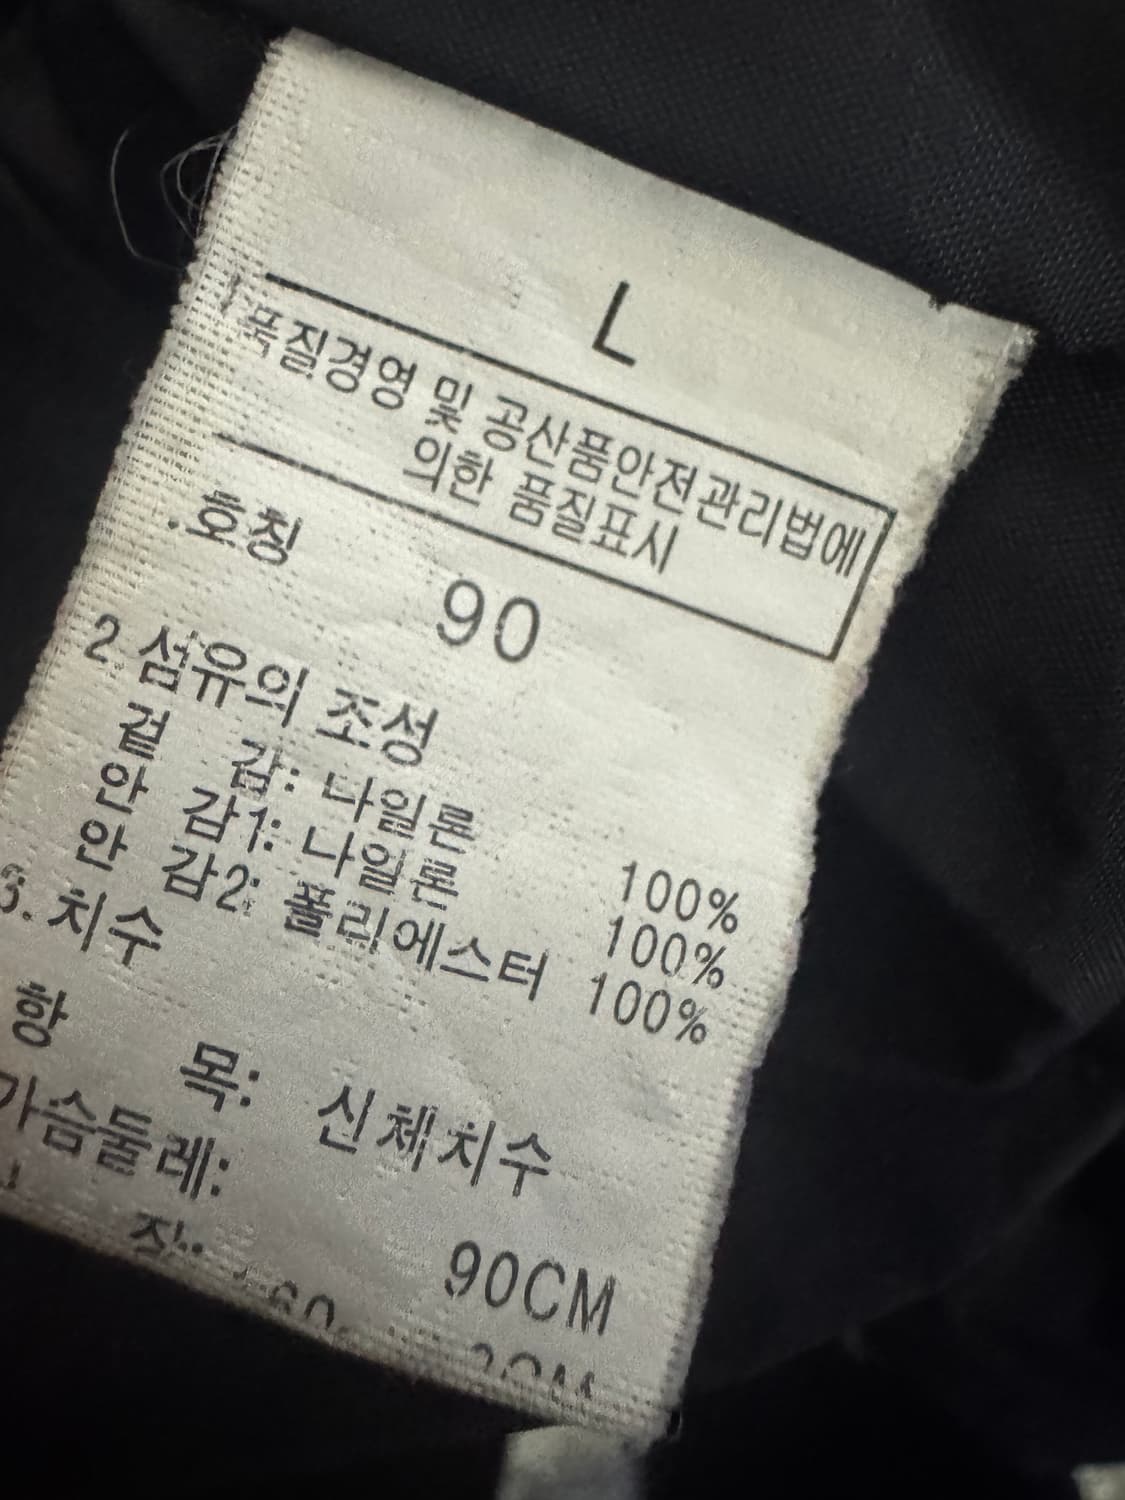 L
품질경영 및 공산품안전관리법에
의한 품질표시
호칭
90
2 섬유의 조성
겉 감: 나일론 100%
안 감1: 나일론 100%
안 감2: 폴리에스터 100%
3. 치수
항 목: 신체치수
가슴둘레:
90CM